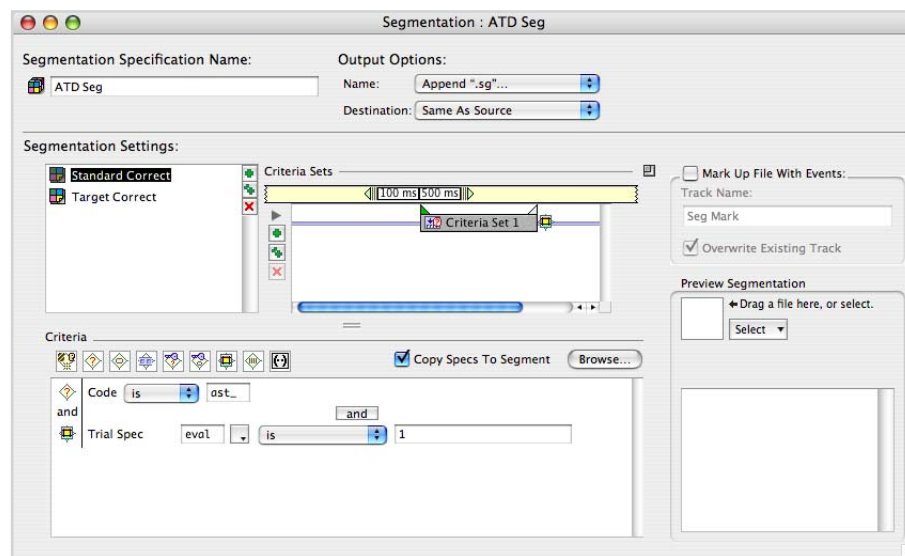 Segmentation : ATD Seg
Segmentation Specification Name:
ATD Seg
Output Options:
Name: Append ".sg"...
Destination: Same As Source
Segmentation Settings:
Standard Correct
Target Correct
Criteria Sets
100 ms 500 ms
Criteria Set 1
Mark Up File With Events:
Track Name:
Seg Mark
Overwrite Existing Track
Preview Segmentation
Drag a file here, or select.
Select
Criteria
Copy Specs To Segment Browse...
Code is ast_
and
and
Trial Spec eval is 1